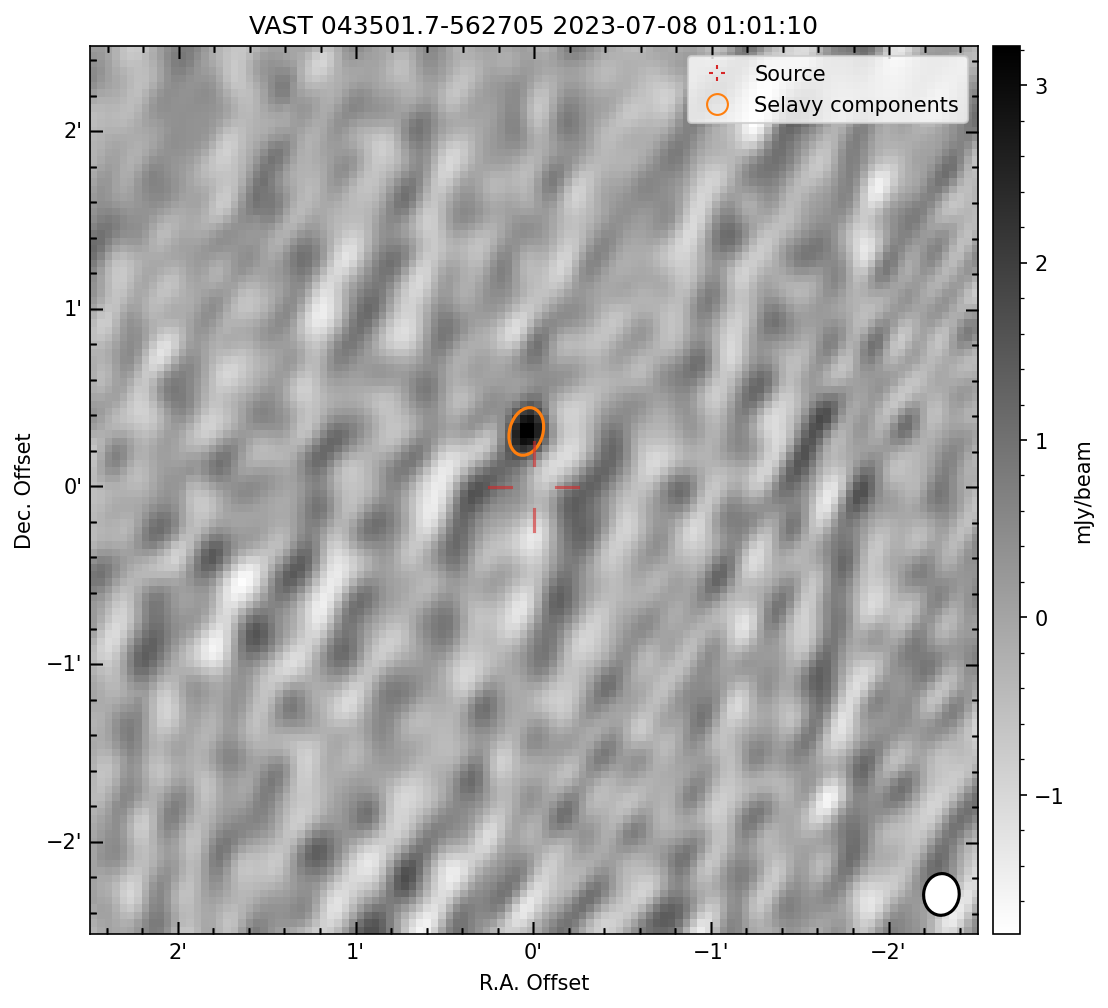 VAST 043501.7-562705 2023-07-08 01:01:10
Source
Selavy components
2'
1'
0'
−1'
−2'
Dec. Offset
2'
1'
0'
−1'
−2'
R.A. Offset
3
2
1
0
−1
mJy/beam